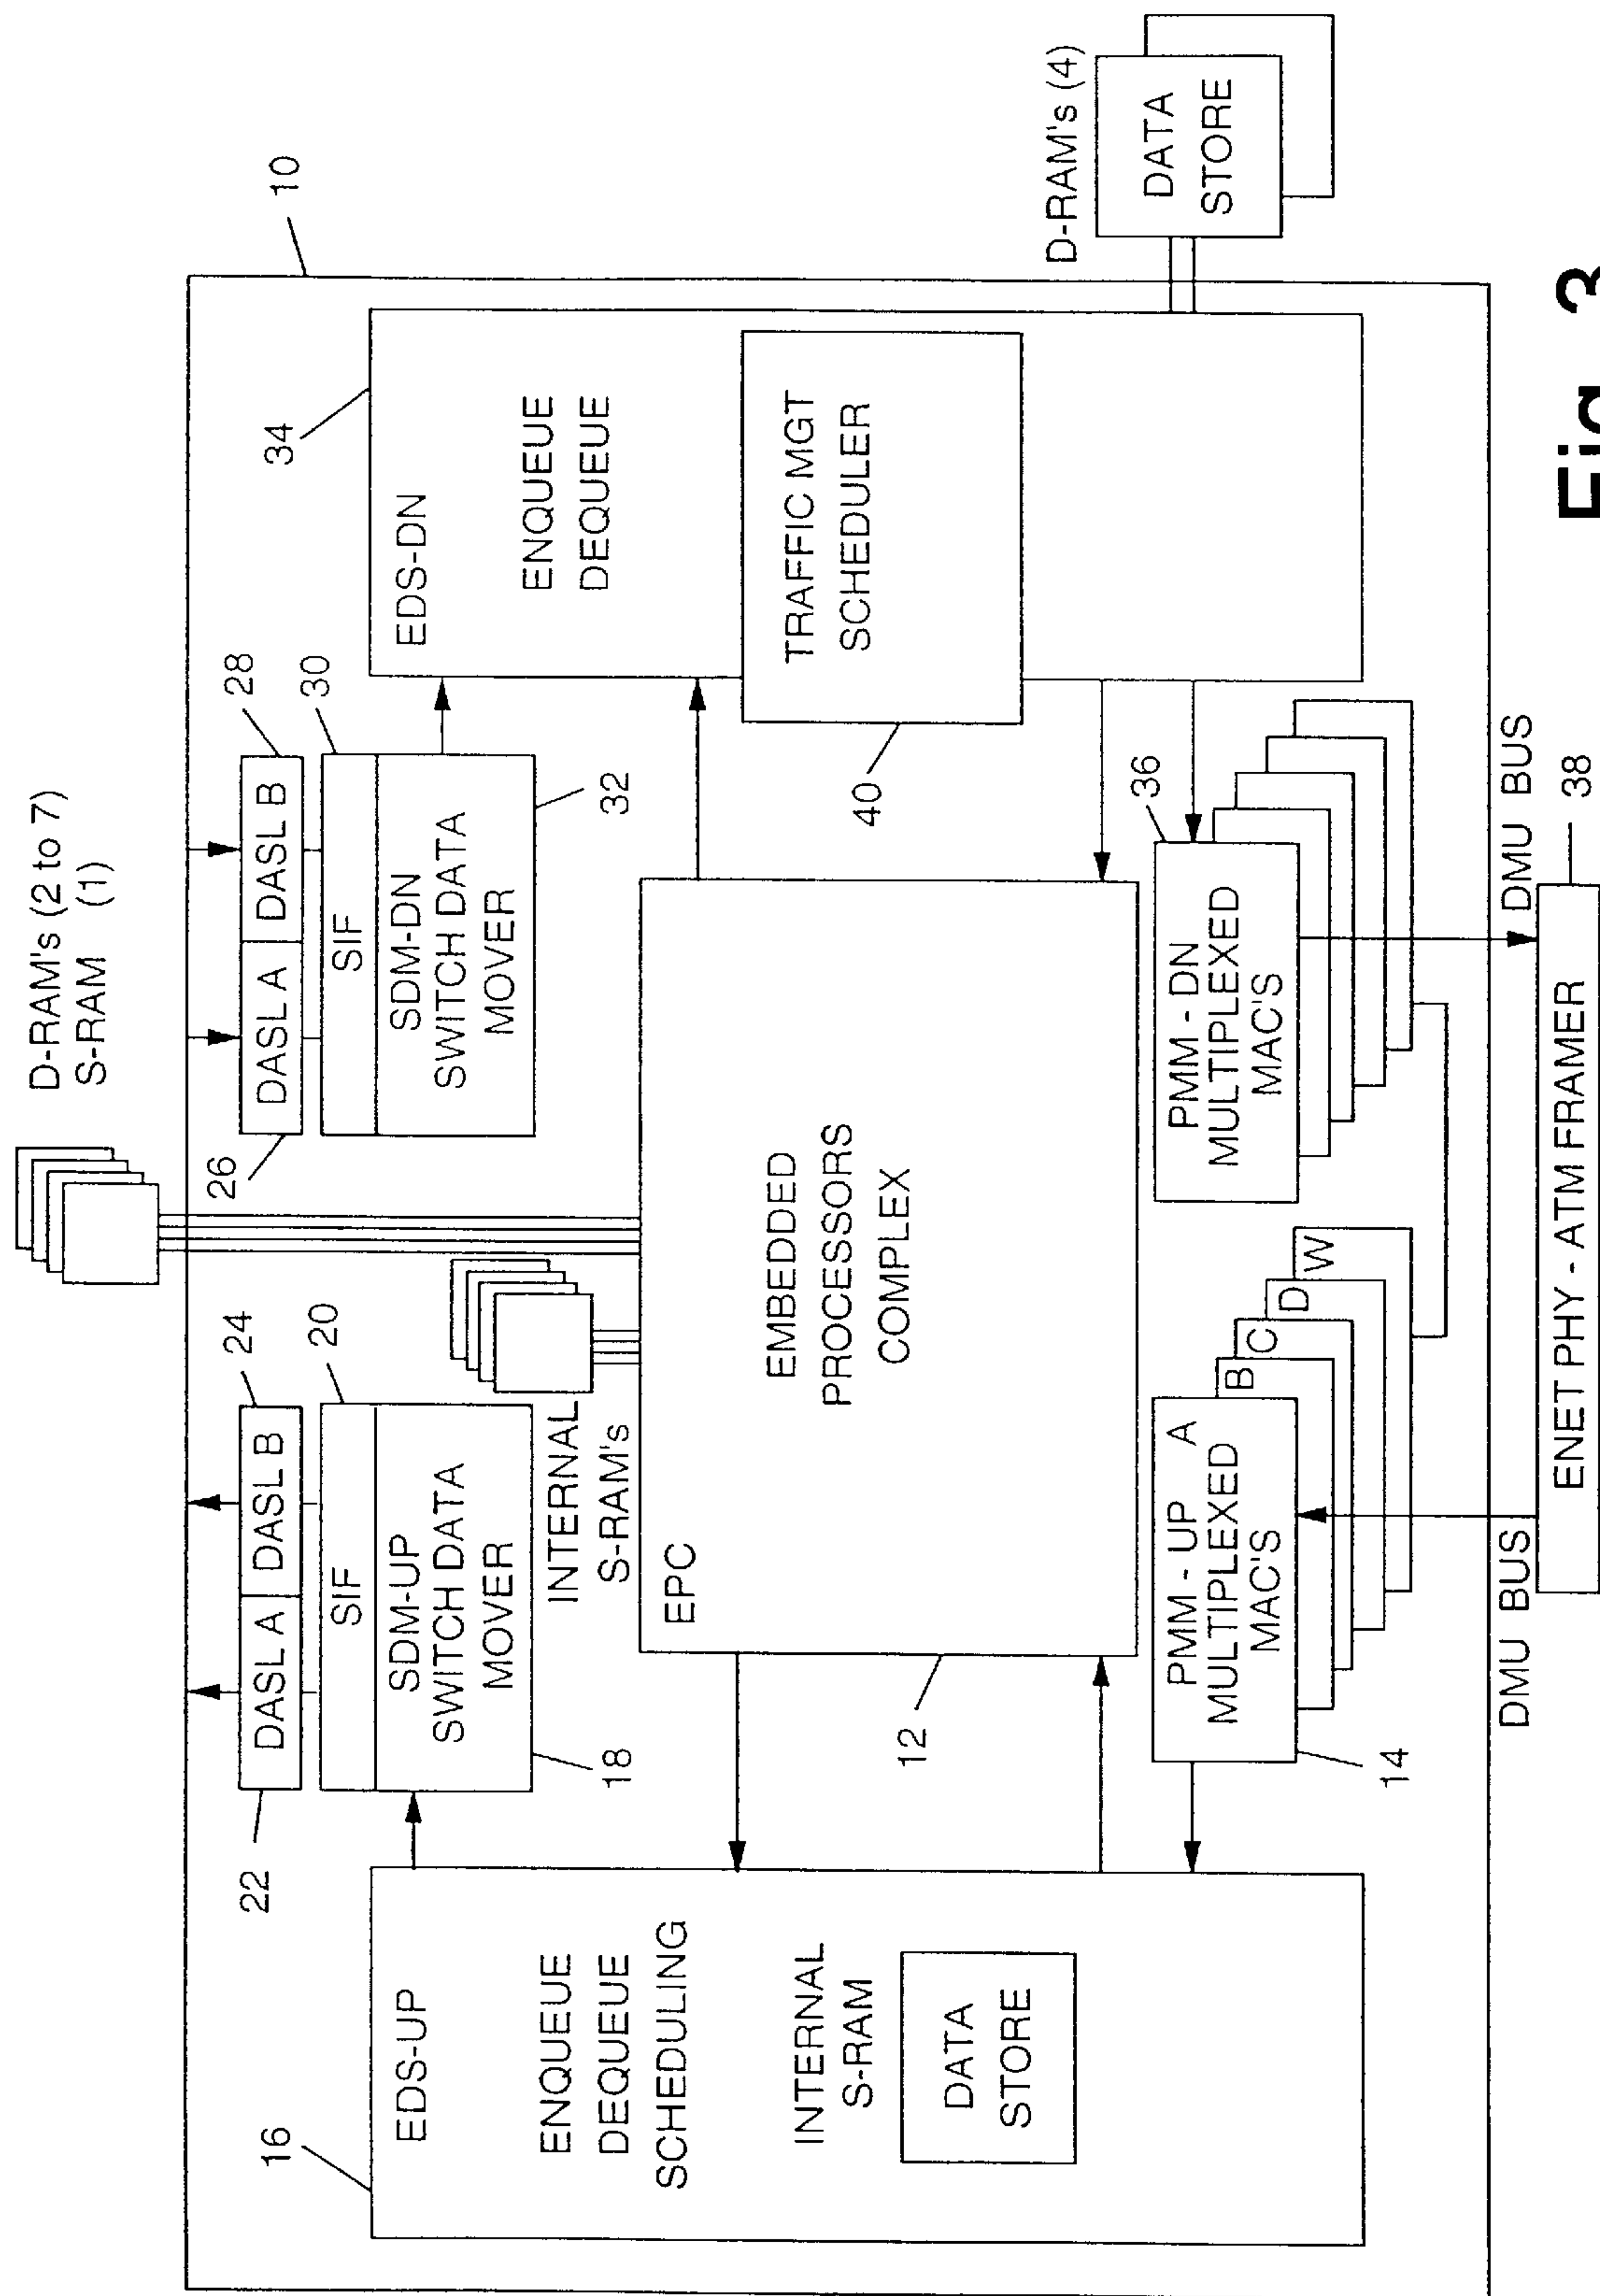 D-RAM's (2 to 7)
S-RAM (1)
10
22
DASL A
DASL B
24
SIF
20
SDM-UP
SWITCH DATA
MOVER
18
26
DASL A
DASL B
28
SIF
30
SDM-DN
SWITCH DATA
MOVER
32
16
EDS-UP
ENQUEUE
DEQUEUE
SCHEDULING
INTERNAL
S-RAM
DATA
STORE
INTERNAL
S-RAM's
EPC
EMBEDDED
PROCESSORS
COMPLEX
12
34
EDS-DN
ENQUEUE
DEQUEUE
TRAFFIC MGT
SCHEDULER
40
D-RAM's (4)
DATA
STORE
PMM - UP A
MULTIPLEXED
MAC'S
B
C
D
W
14
36
PMM - DN
MULTIPLEXED
MAC'S
DMU BUS
DMU BUS
ENET PHY - ATM FRAMER
38
Fig. 3